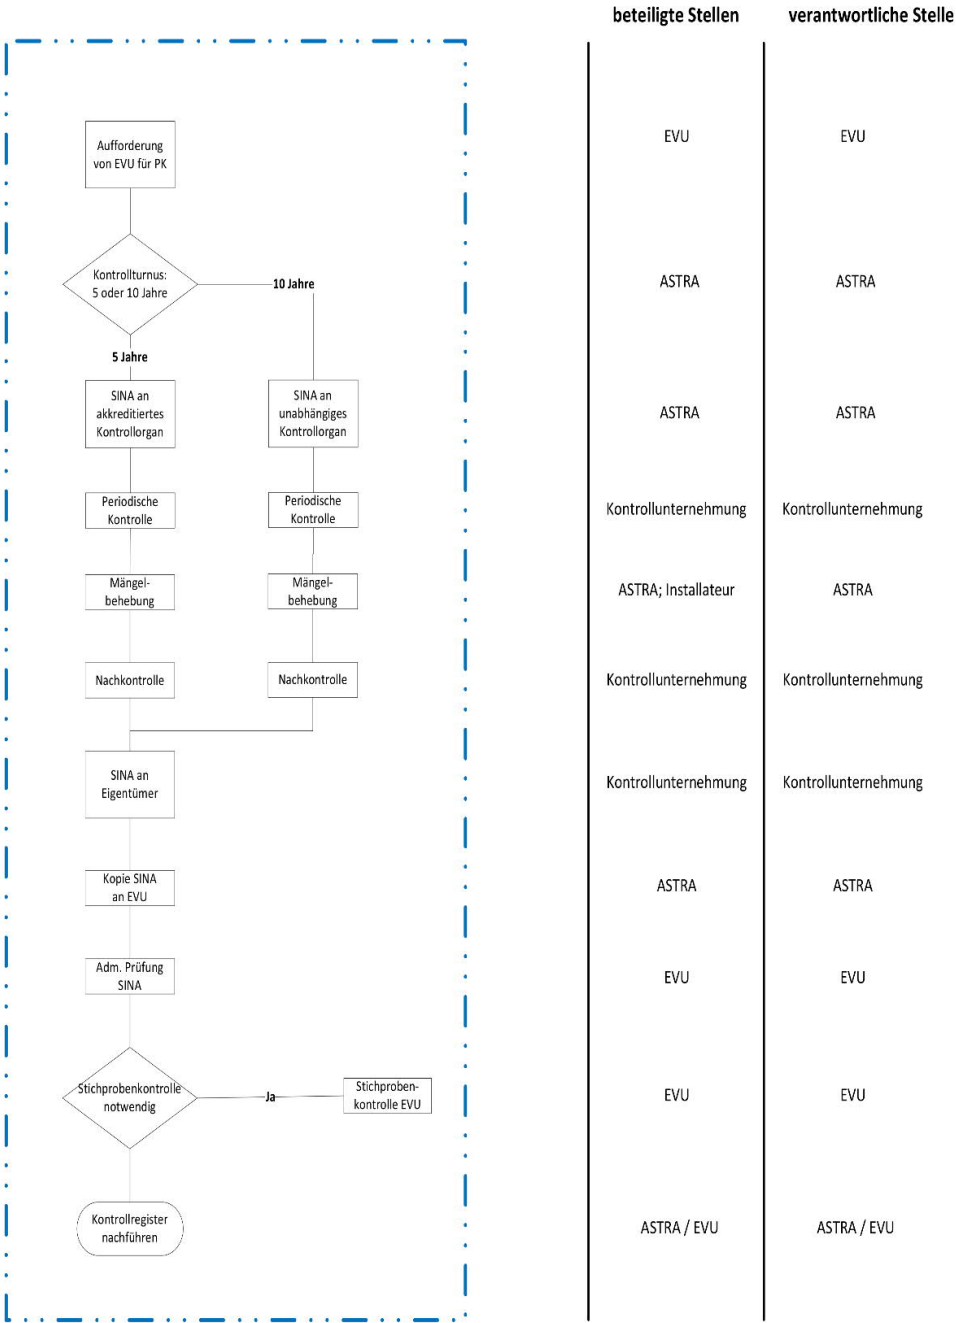 beteiligte Stellen
verantwortliche Stelle
Aufforderung
von EVU für PK
EVU
EVU
Kontrollturnus:
5 oder 10 Jahre
10 Jahre
ASTRA
ASTRA
5 Jahre
SINA an
akkreditiertes
Kontrollorgan
SINA an
unabhängiges
Kontrollorgan
ASTRA
ASTRA
Periodische
Kontrolle
Periodische
Kontrolle
Kontrollunternehmung
Kontrollunternehmung
Mängel-
behebung
Mängel-
behebung
ASTRA; Installateur
ASTRA
Nachkontrolle
Nachkontrolle
Kontrollunternehmung
Kontrollunternehmung
SINA an
Eigentümer
Kontrollunternehmung
Kontrollunternehmung
Kopie SINA
an EVU
ASTRA
ASTRA
Adm. Prüfung
SINA
EVU
EVU
Stichprobenkontrolle
notwendig
Ja
Stichproben-
kontrolle EVU
EVU
EVU
Kontrollregister
nachführen
ASTRA / EVU
ASTRA / EVU